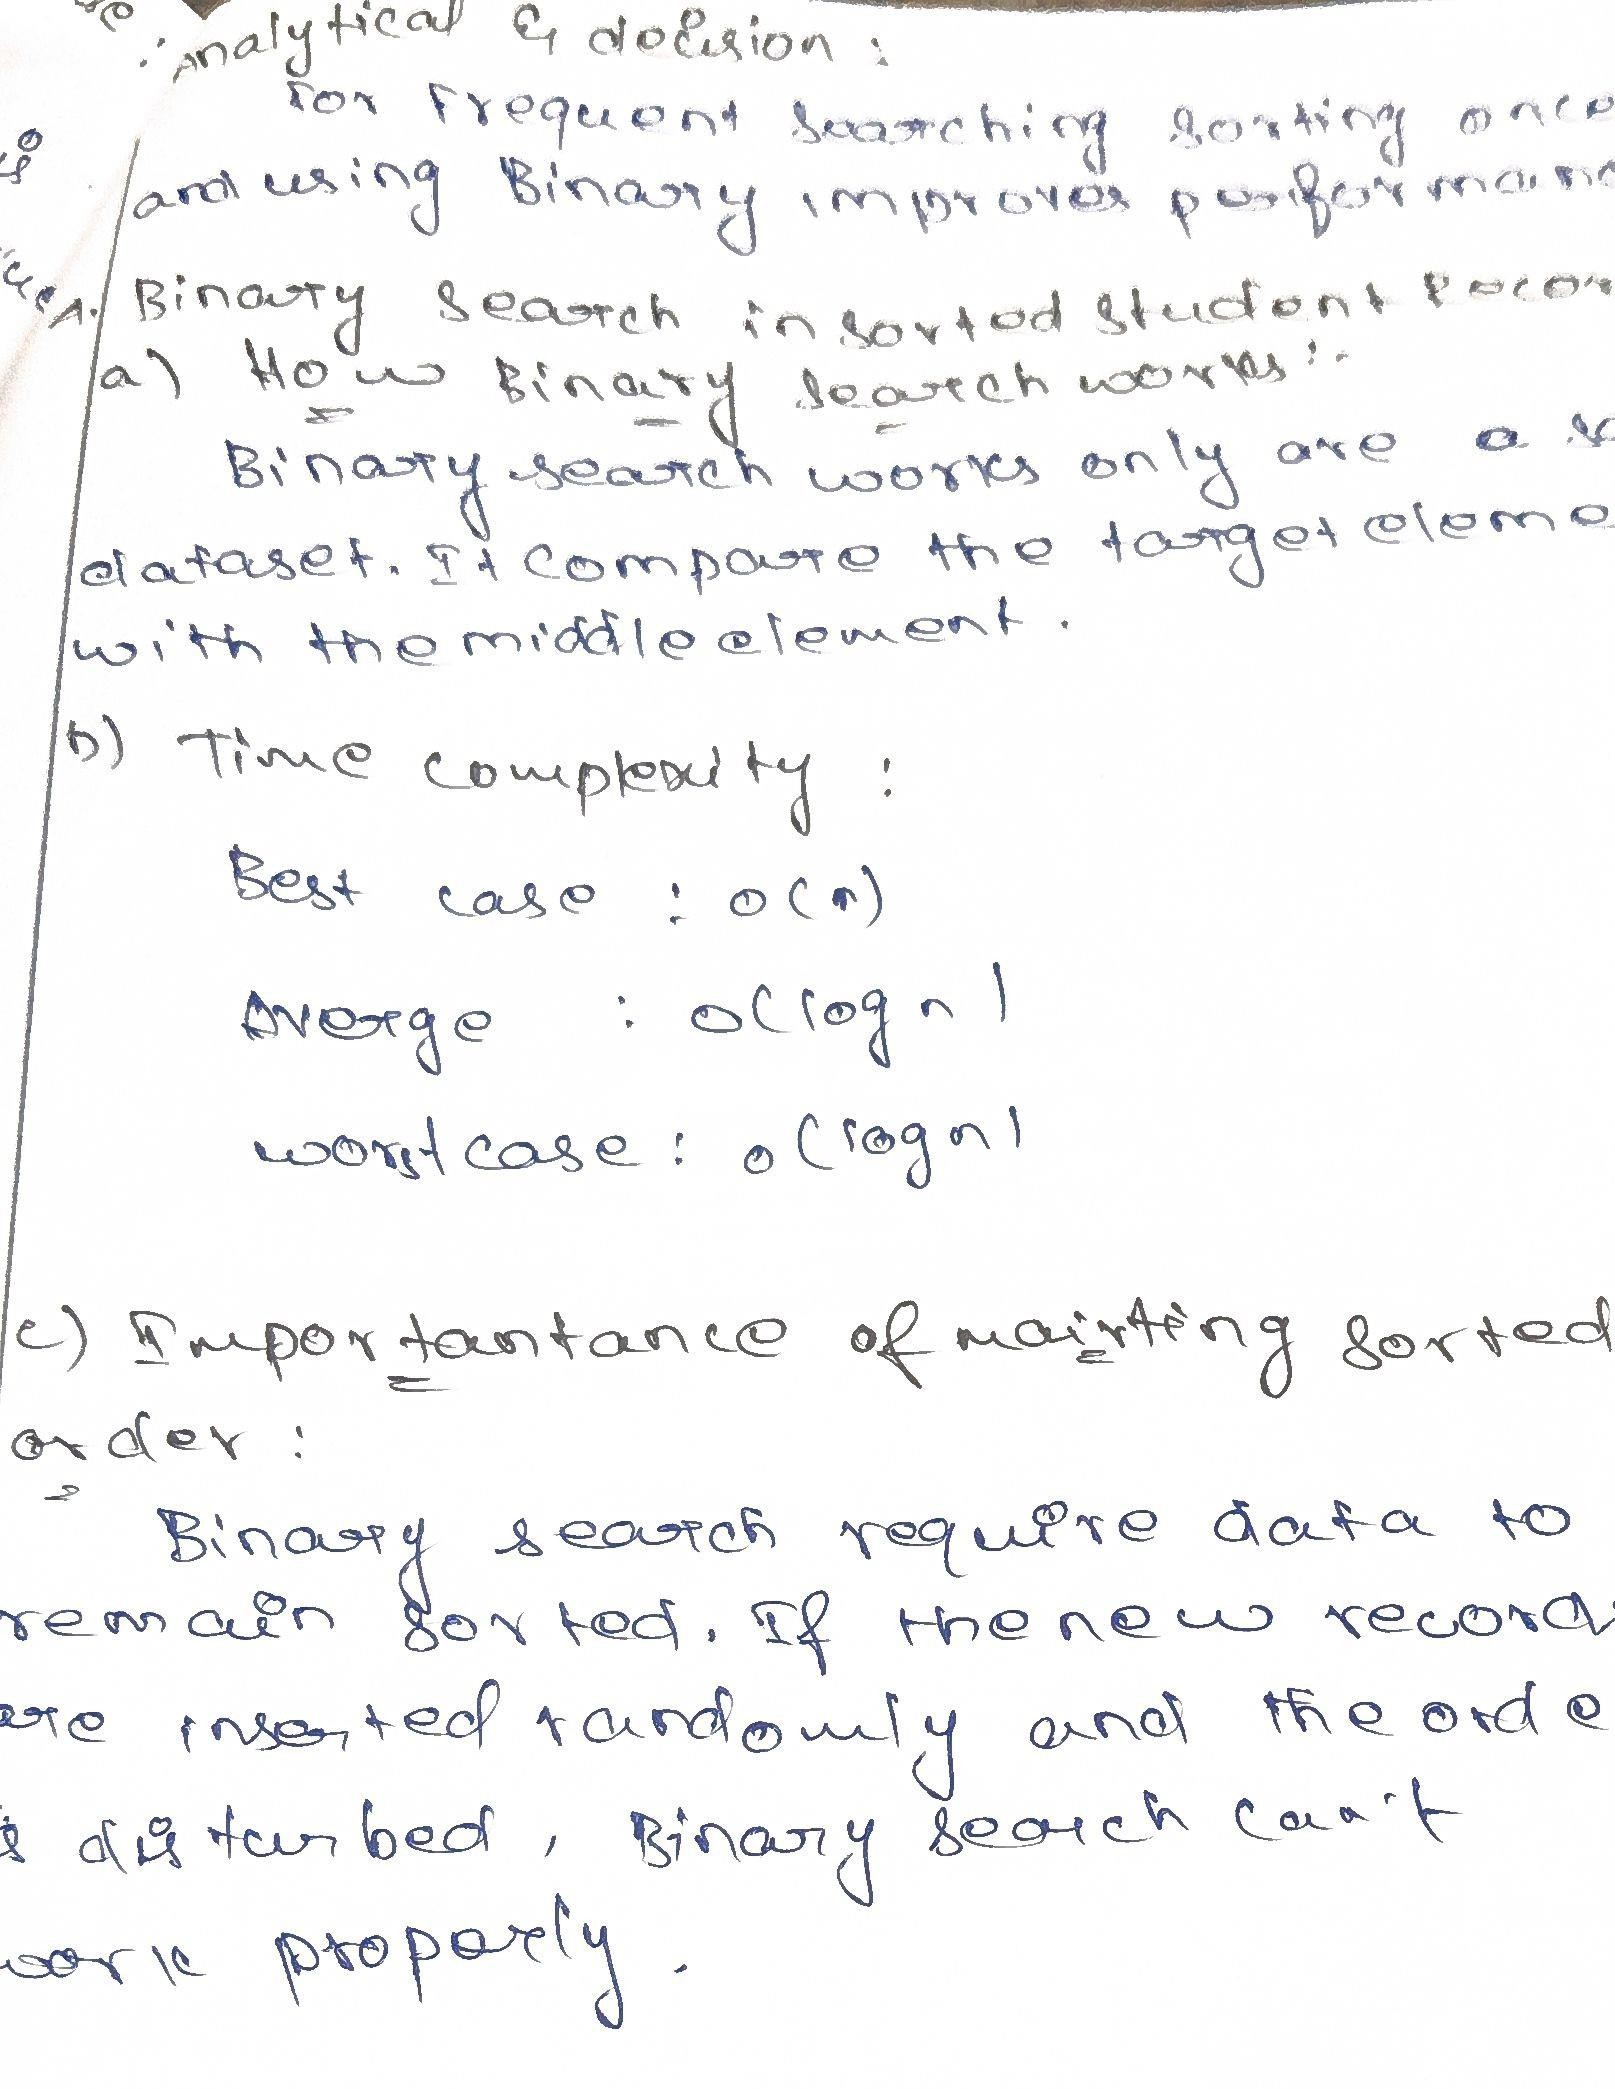 Analytical & decision :
For Frequent Searching Sorting once
and using Binary improves performanc
A. Binary Search in Sorted Student Recor
a) How Binary Search works :-
Binary search works only are a so
dataset. It compare the target eleme
with the middle element.
b) Time complexity :
Best case : O(n)
Averge : O(log n)
worst case : O(log n)
c) Importantance of mainting Sorted
order :
Binary search require data to
remain Sorted. If the new record
are inserted randomly and the orde
is disturbed, Binary Search can't
work properly.